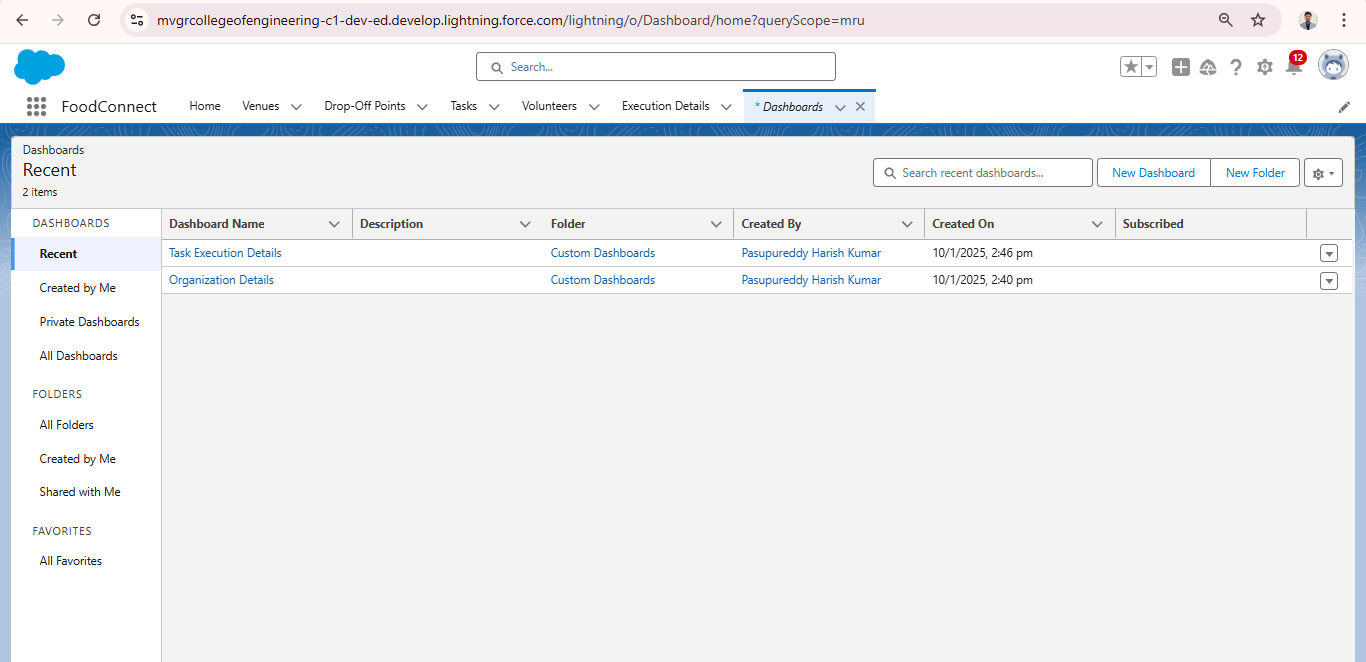 mvgrcollegeofengineering-c1-dev-ed.develop.lightning.force.com/lightning/o/Dashboard/home?queryScope=mru
Search...
12
FoodConnect Home Venues Drop-Off Points Tasks Volunteers Execution Details * Dashboards
Dashboards
Recent
2 items
Search recent dashboards...
New Dashboard
New Folder
DASHBOARDS
Recent
Created by Me
Private Dashboards
All Dashboards
FOLDERS
All Folders
Created by Me
Shared with Me
FAVORITES
All Favorites
Dashboard Name Description Folder Created By Created On Subscribed
Task Execution Details Custom Dashboards Pasupureddy Harish Kumar 10/1/2025, 2:46 pm
Organization Details Custom Dashboards Pasupureddy Harish Kumar 10/1/2025, 2:40 pm